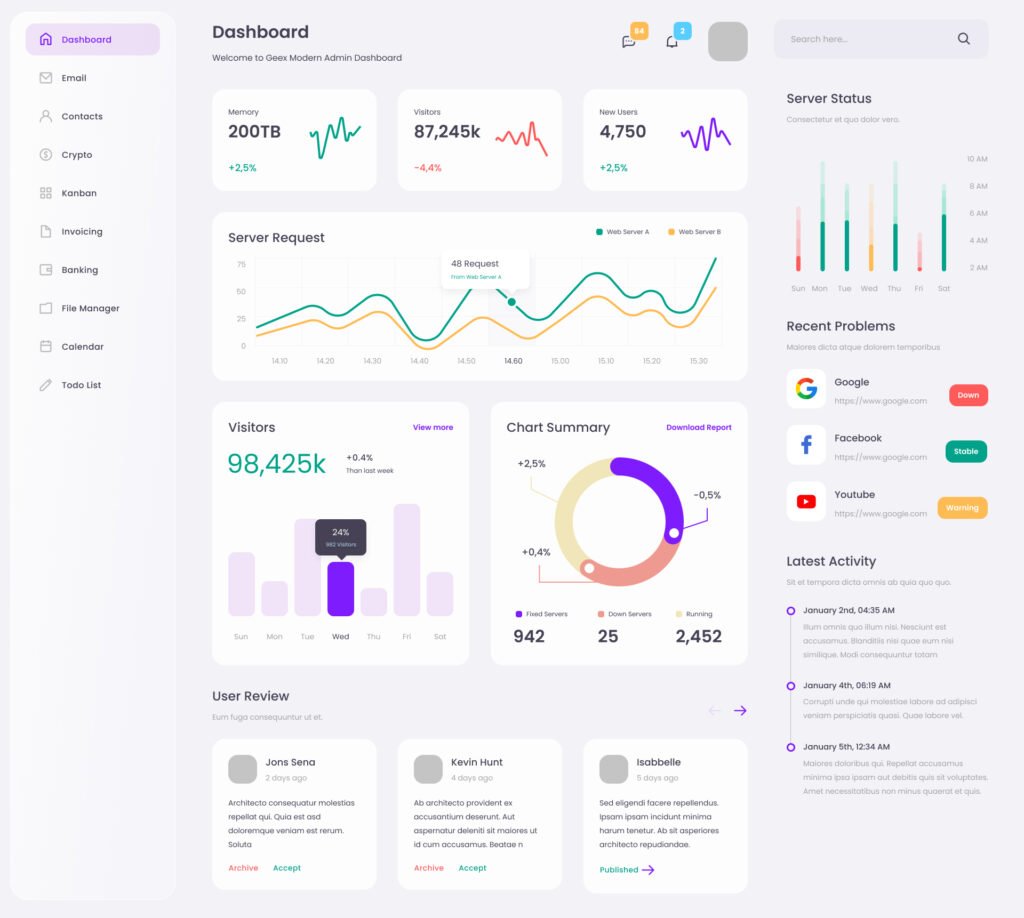 Dashboard
Email
Contacts
Crypto
Kanban
Invoicing
Banking
File Manager
Calendar
Todo List
Dashboard
Welcome to Geex Modern Admin Dashboard
84
2
Search here...
Memory
200TB
+2,5%
Visitors
87,245k
-4,4%
New Users
4,750
+2,5%
Server Request
Web Server A
Web Server B
48 Request
From Web Server A
75
50
25
0
14.10 14.20 14.30 14.40 14.50 14.60 15.00 15.10 15.20 15.30
Visitors
View more
98,425k
+0.4%
Than last week
24%
982 Visitors
Sun Mon Tue Wed Thu Fri Sat
Chart Summary
Download Report
+2,5%
-0,5%
+0,4%
Fixed Servers
942
Down Servers
25
Running
2,452
User Review
Eum fuga consequuntur ut et.
Jons Sena
2 days ago
Architecto consequatur molestias
repellat qui. Quia est asd
doloremque veniam est rerum.
Soluta
Archive Accept
Kevin Hunt
4 days ago
Ab architecto provident ex
accusantium deserunt. Aut
aspernatur deleniti sit maiores ut
id cum accusamus. Beatae n
Archive Accept
Isabbelle
5 days ago
Sed eligendi facere repellendus.
Ipsam ipsam incidunt minima
harum tenetur. Ab sit asperiores
architecto repudiandae.
Published
Server Status
Consectetur et quo dolor vero.
10 AM
8 AM
6 AM
4 AM
2 AM
Sun Mon Tue Wed Thu Fri Sat
Recent Problems
Maiores dicta atque dolorem temporibus
Google
https://www.google.com
Down
Facebook
https://www.google.com
Stable
Youtube
https://www.google.com
Warning
Latest Activity
Sit et tempora dicta omnis ab quia quo quo.
January 2nd, 04:35 AM
Illum omnis quo illum nisi. Nesciunt est
accusamus. Blanditiis nisi quae eum nisi
similique. Modi consequuntur totam
January 4th, 06:19 AM
Corrupti unde qui molestiae labore ad adipisci
veniam perspiciatis quasi. Quae labore vel.
January 5th, 12:34 AM
Maiores doloribus qui. Repellat accusamus
minima ipsa ipsam aut debitis quis sit voluptates.
Amet necessitatibus non minus quaerat et quis.